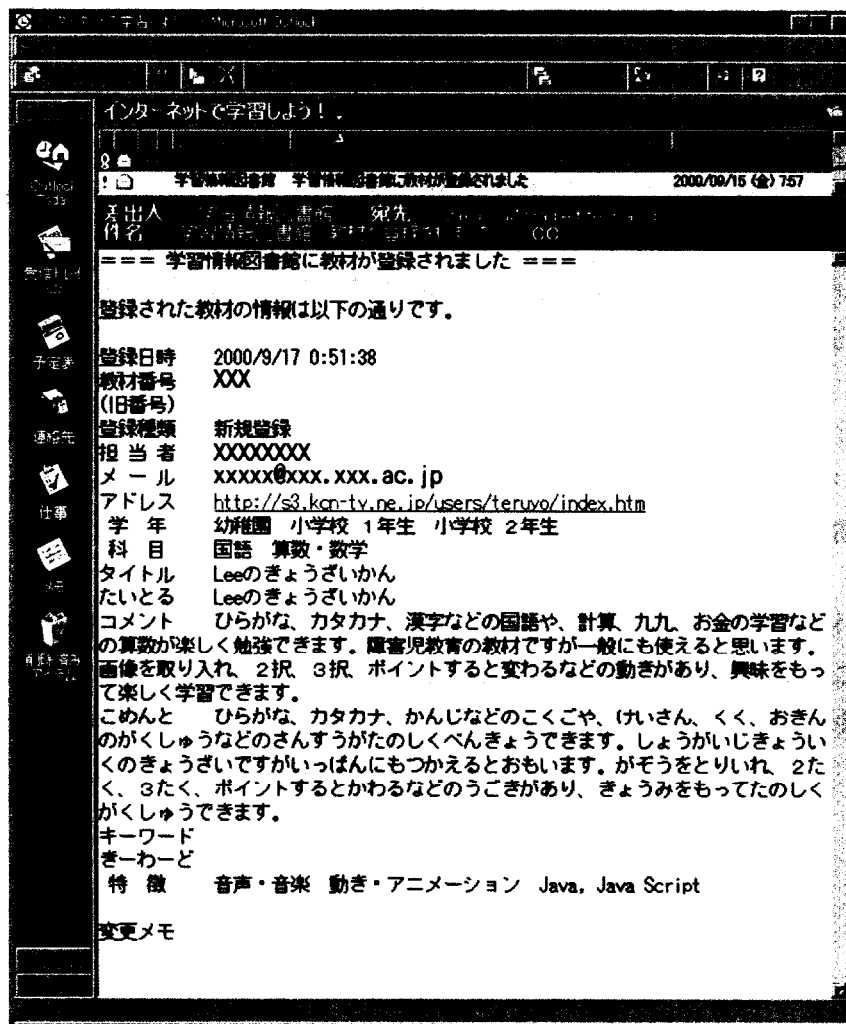 Microsoft Outlook
インターネットで学習しよう！.
学習情報図書館 学習情報図書館に教材が登録されました 2000/09/15 (金) 7:57
差出人 宛先
件名 CC
=== 学習情報図書館に教材が登録されました ===
登録された教材の情報は以下の通りです。
登録日時 2000/9/17 0:51:38
教材番号 XXX
(旧番号)
登録種類 新規登録
担 当 者 XXXXXXXX
メ ー ル xxxxx@xxx.xxx.ac.jp
アドレス http://s3.kcn-tv.ne.jp/users/teruyo/index.htm
学 年 幼稚園 小学校 1年生 小学校 2年生
科 目 国語 算数・数学
タイトル Leeのきょうざいかん
たいとる Leeのきょうざいかん
コメント ひらがな、カタカナ、漢字などの国語や、計算、九九、お金の学習など
の算数が楽しく勉強できます。障害児教育の教材ですが一般にも使えると思います。
画像を取り入れ、2択、3択、ポイントすると変わるなどの動きがあり、興味をもっ
て楽しく学習できます。
こめんと ひらがな、カタカナ、かんじなどのこくごや、けいさん、くく、おきん
のがくしゅうなどのさんすうがたのしくべんきょうできます。しょうがいじきょうい
くのきょうざいですがいっぱんにもつかえるとおもいます。がぞうをとりいれ、2た
く、3たく、ポイントするとかわるなどのうごきがあり、きょうみをもってたのしく
がくしゅうできます。
キーワード
きーわーど
特 徴 音声・音楽 動き・アニメーション Java, Java Script
変更メモ
予定表
連絡先
仕事
メモ